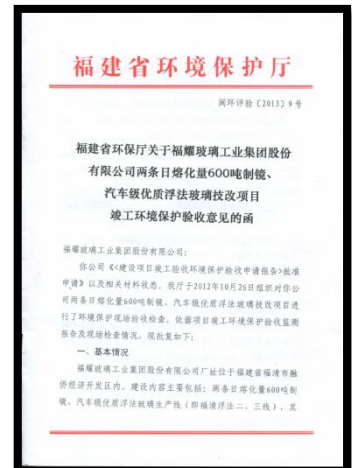 福建省环境保护厅
闽环评验〔2013〕9号
福建省环保厅关于福耀玻璃工业集团股份
有限公司两条日熔化量600吨制镜、
汽车级优质浮法玻璃技改项目
竣工环境保护验收意见的函
福耀玻璃工业集团股份有限公司：
你公司《<建设项目竣工验收环境保护验收申请报告>批准
申请》以及相关材料收悉。我厅于2012年10月26日组织对你公
司两条日熔化量600吨制镜、汽车级优质浮法玻璃技改项目进
行了环境保护现场验收检查。依据项目竣工环境保护验收监测
报告及现场检查情况，现批复如下：
一、基本情况
福耀玻璃工业集团股份有限公司厂址位于福建省福清市融
侨经济开发区内。建设内容主要包括：两条日熔化量600吨制
镜、汽车级优质浮法玻璃生产线（即福清浮法二、三线），其